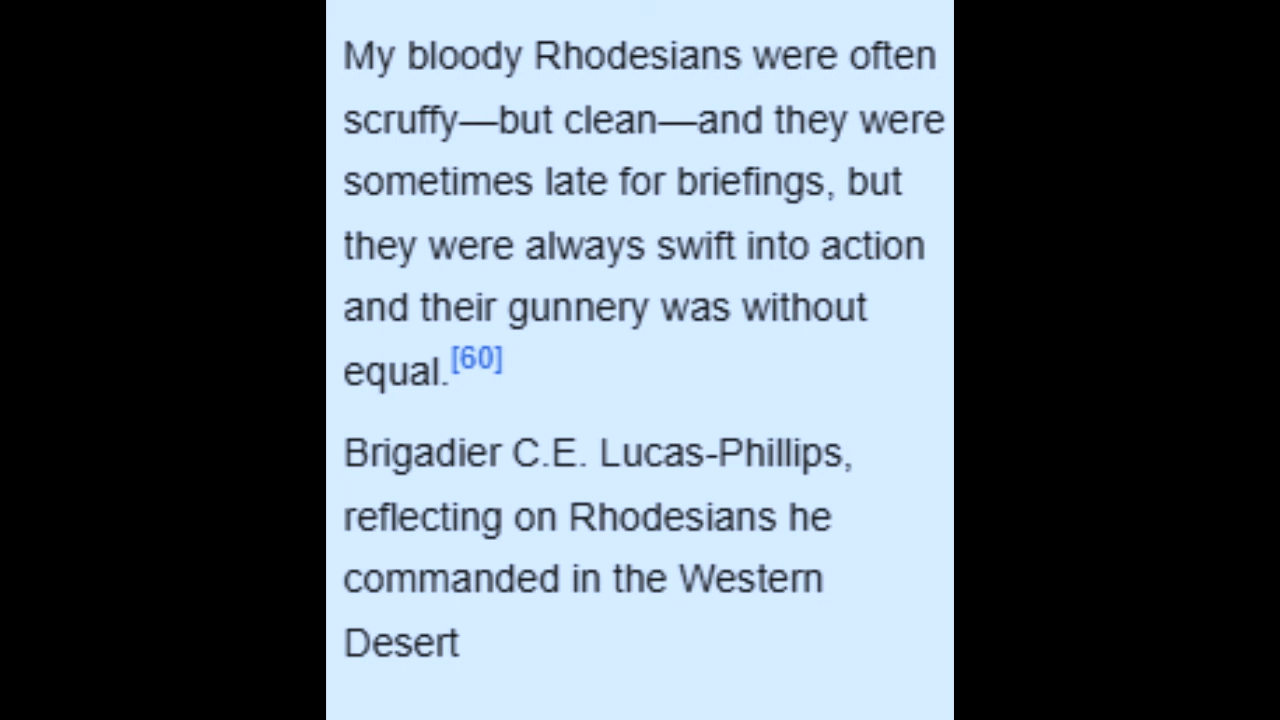 My bloody Rhodesians were often
scruffy—but clean—and they were
sometimes late for briefings, but
they were always swift into action
and their gunnery was without
equal.[60]
Brigadier C.E. Lucas-Phillips,
reflecting on Rhodesians he
commanded in the Western
Desert